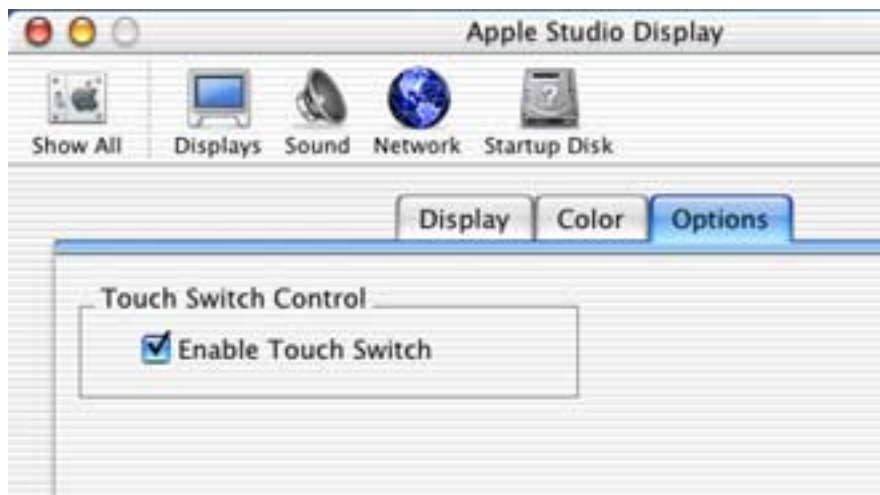 Apple Studio Display
Show All Displays Sound Network Startup Disk
Display Color Options
Touch Switch Control
Enable Touch Switch